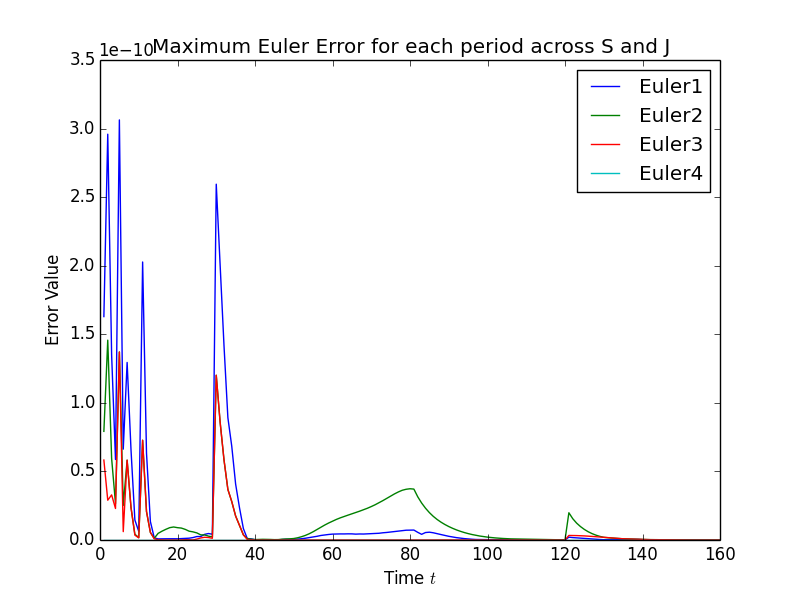 Maximum Euler Error for each period across S and J
1e−10
3.5
3.0
2.5
2.0
1.5
1.0
0.5
0.0
Error Value
Euler1
Euler2
Euler3
Euler4
0 20 40 60 80 100 120 140 160
Time t